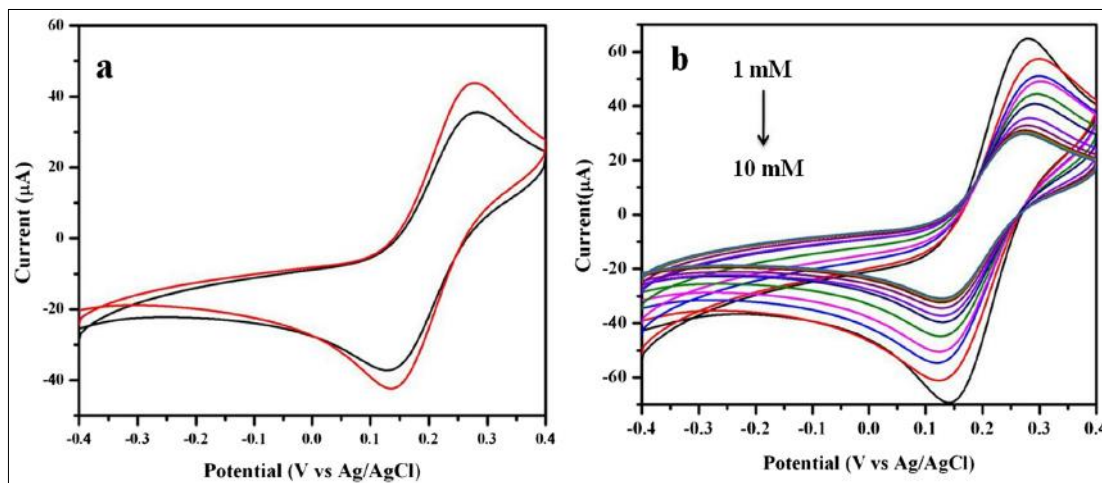 a
Current (μA)
60
40
20
0
-20
-40
-0.4 -0.3 -0.2 -0.1 0.0 0.1 0.2 0.3 0.4
Potential (V vs Ag/AgCl)
b
1 mM
10 mM
Current(μA)
60
40
20
0
-20
-40
-60
-0.4 -0.3 -0.2 -0.1 0.0 0.1 0.2 0.3 0.4
Potential (V vs Ag/AgCl)